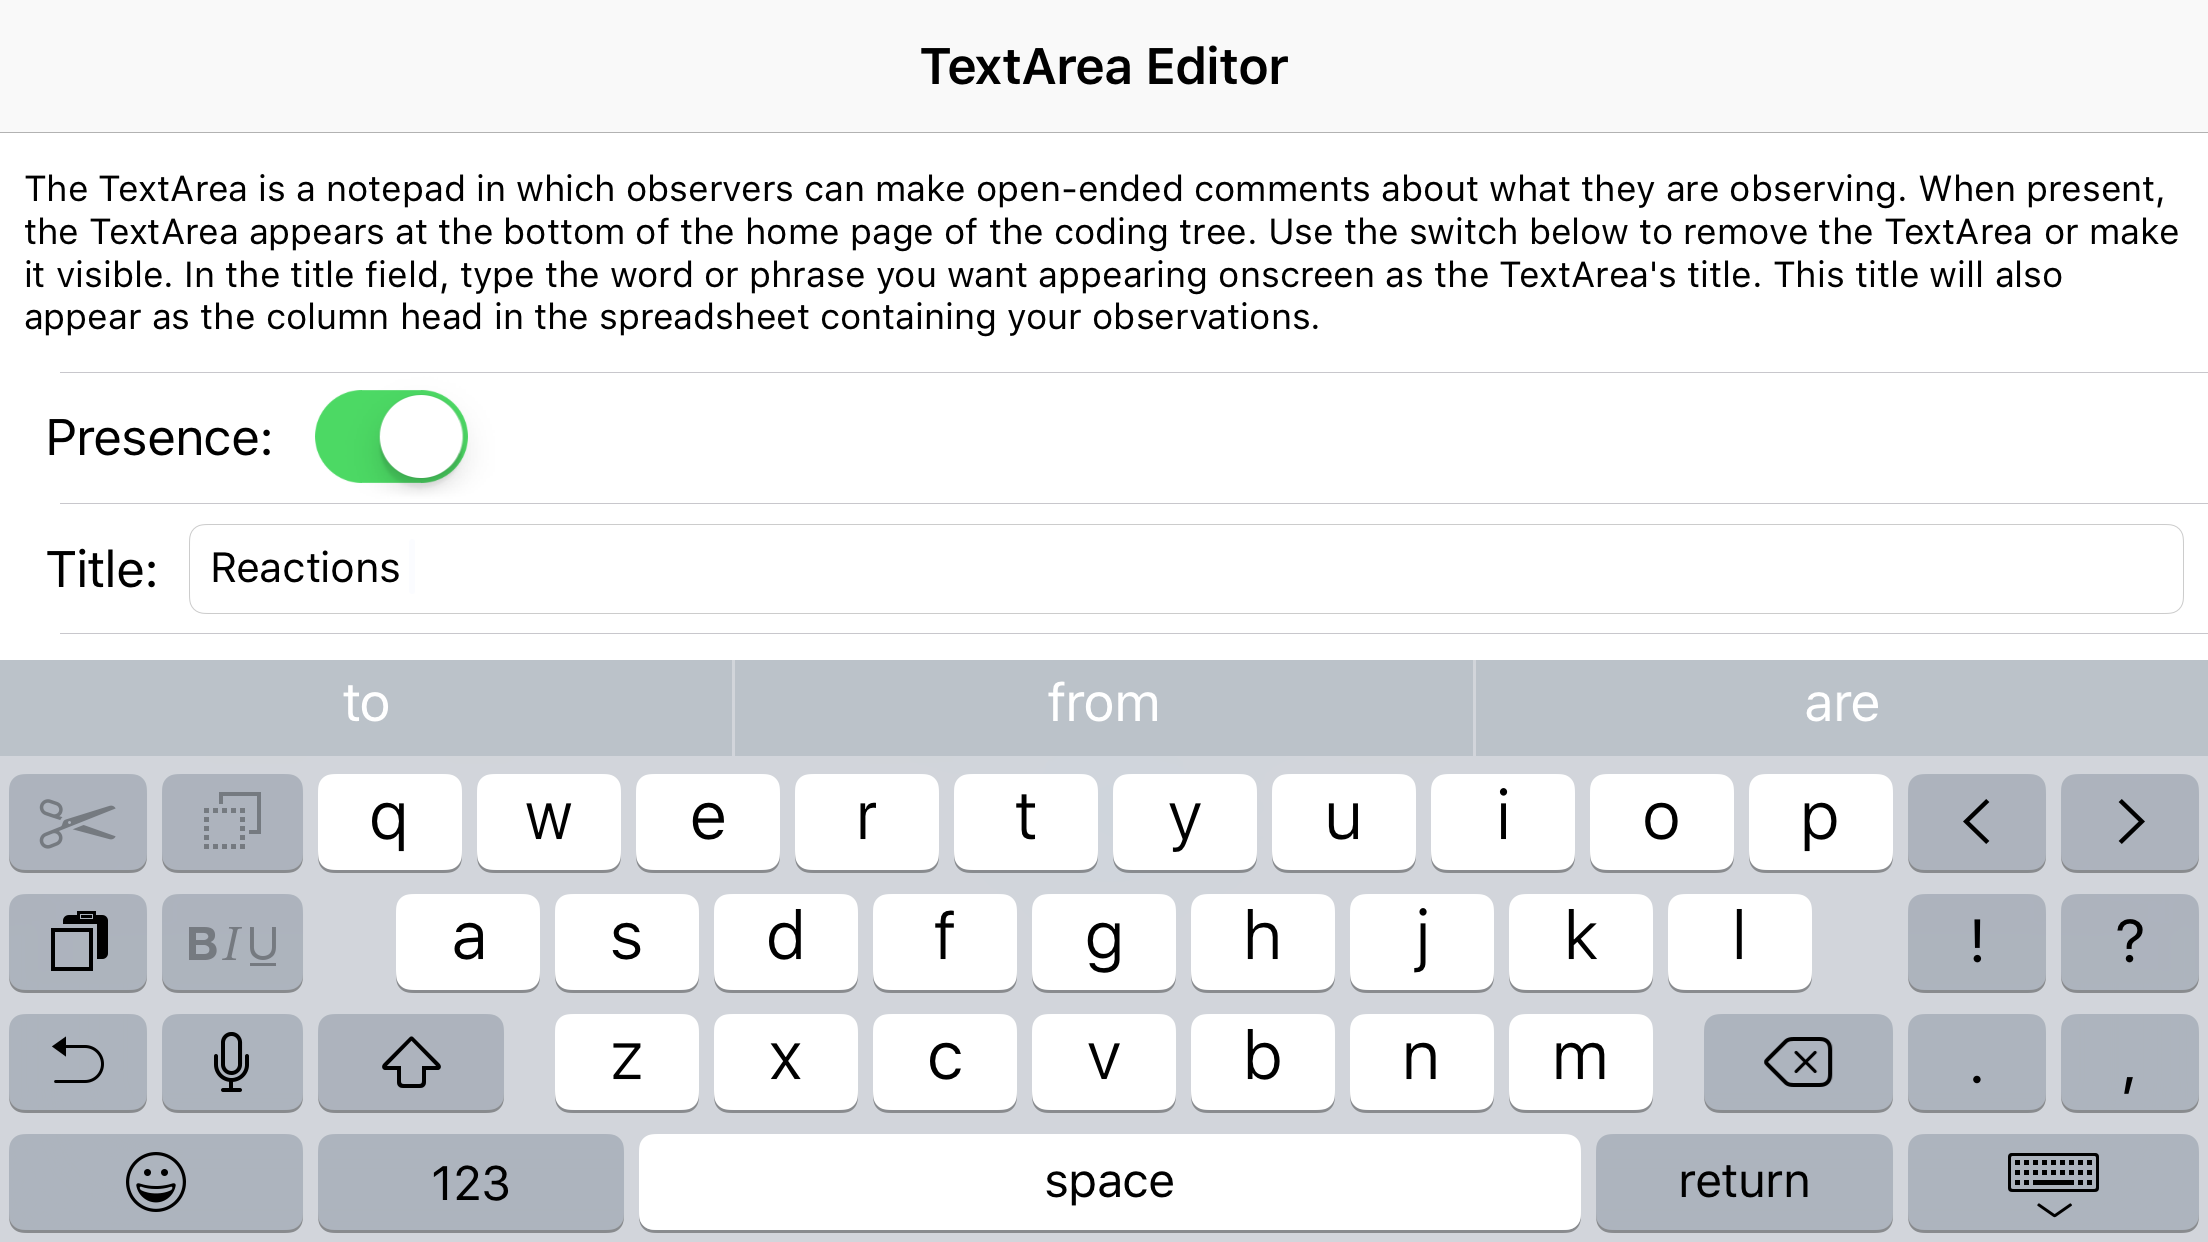 TextArea Editor
The TextArea is a notepad in which observers can make open-ended comments about what they are observing. When present,
the TextArea appears at the bottom of the home page of the coding tree. Use the switch below to remove the TextArea or make
it visible. In the title field, type the word or phrase you want appearing onscreen as the TextArea's title. This title will also
appear as the column head in the spreadsheet containing your observations.
Presence:
Title: Reactions
to from are
q w e r t y u i o p < >
B I U a s d f g h j k l ! ?
z x c v b n m . ,
123 space return